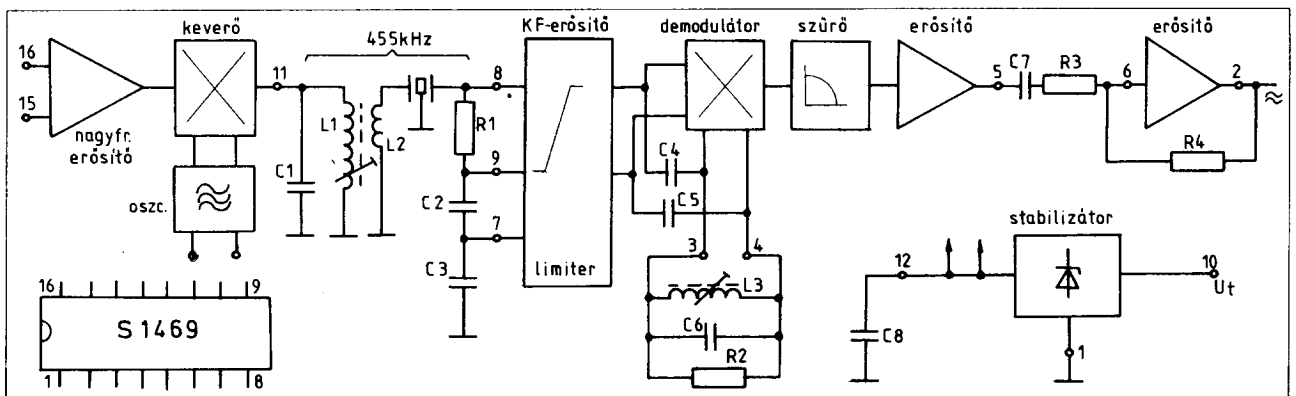 keverő
455kHz
KF-erősítő
demodulátor
szűrő
erősítő
erősítő
16
15
nagyfr.
erősítő
11
8
5
C7
R3
6
2
L1
L2
R1
R4
C1
9
C4
oszc.
C2
C5
7
3
4
stabilizátor
C3
limiter
L3
12
10
Ut
16
9
S1469
C6
C8
R2
1
1
8